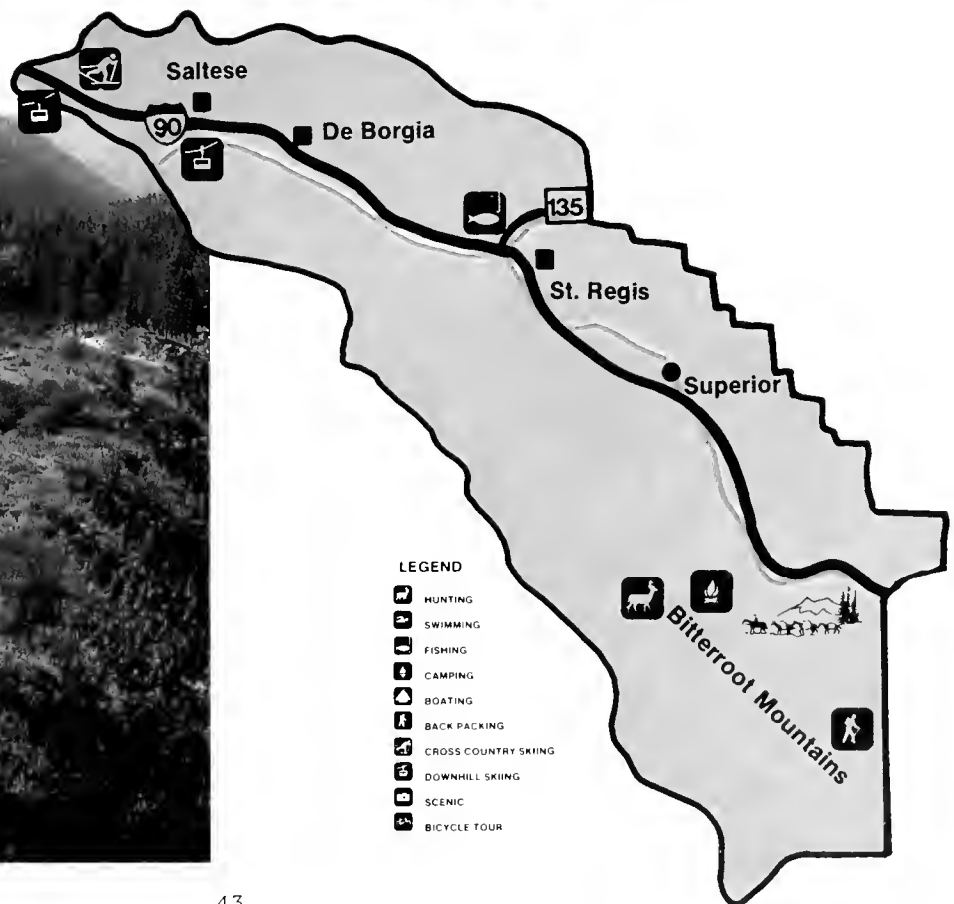 Saltese
90
De Borgia
135
St. Regis
Superior
Bitterroot Mountains
LEGEND
HUNTING
SWIMMING
FISHING
CAMPING
BOATING
BACK PACKING
CROSS COUNTRY SKIING
DOWNHILL SKIING
SCENIC
BICYCLE TOUR
43